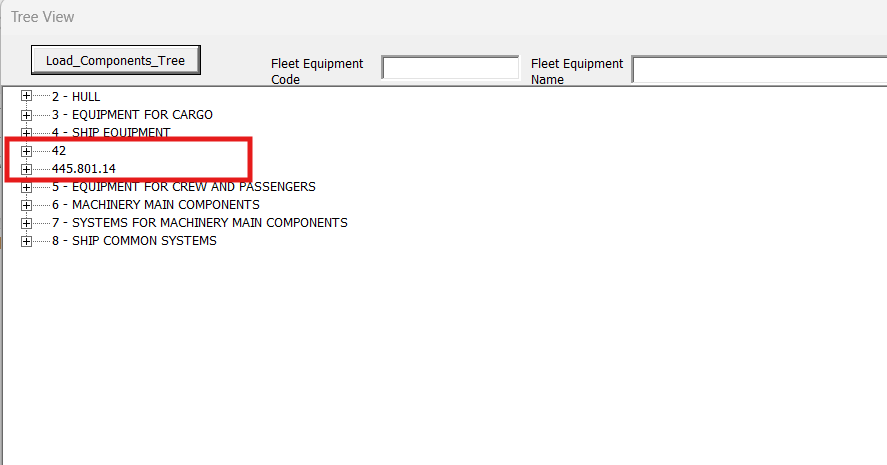 Tree View
Load_Components_Tree
Fleet Equipment
Code
Fleet Equipment
Name
2 - HULL
3 - EQUIPMENT FOR CARGO
4 - SHIP EQUIPMENT
42
445.801.14
5 - EQUIPMENT FOR CREW AND PASSENGERS
6 - MACHINERY MAIN COMPONENTS
7 - SYSTEMS FOR MACHINERY MAIN COMPONENTS
8 - SHIP COMMON SYSTEMS